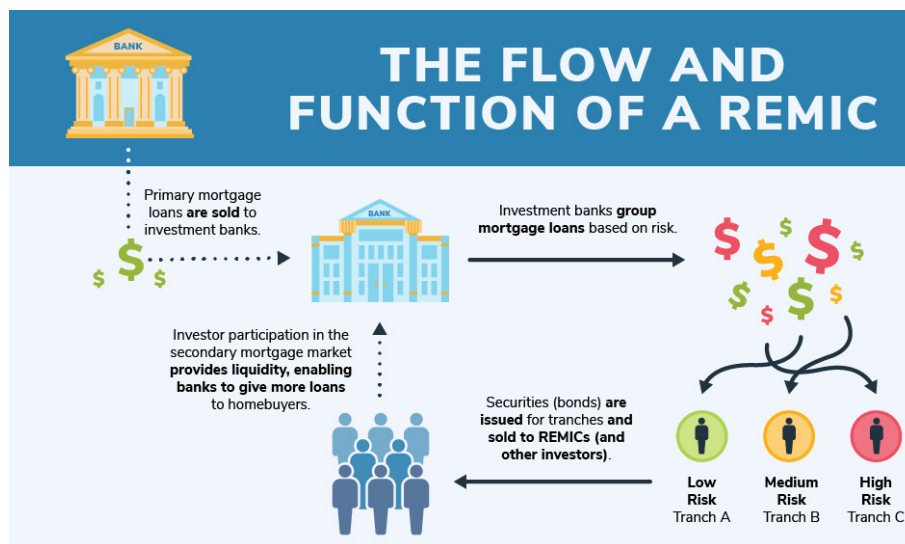 BANK
THE FLOW AND
FUNCTION OF A REMIC
Primary mortgage
loans are sold to
investment banks.
BANK
Investment banks group
mortgage loans based on risk.
$ $ $
$ $ $ $ $ $ $ $ $
Investor participation in the
secondary mortgage market
provides liquidity, enabling
banks to give more loans
to homebuyers.
Securities (bonds) are
issued for tranches and
sold to REMICs (and
other investors).
Low
Risk
Tranch A
Medium
Risk
Tranch B
High
Risk
Tranch C